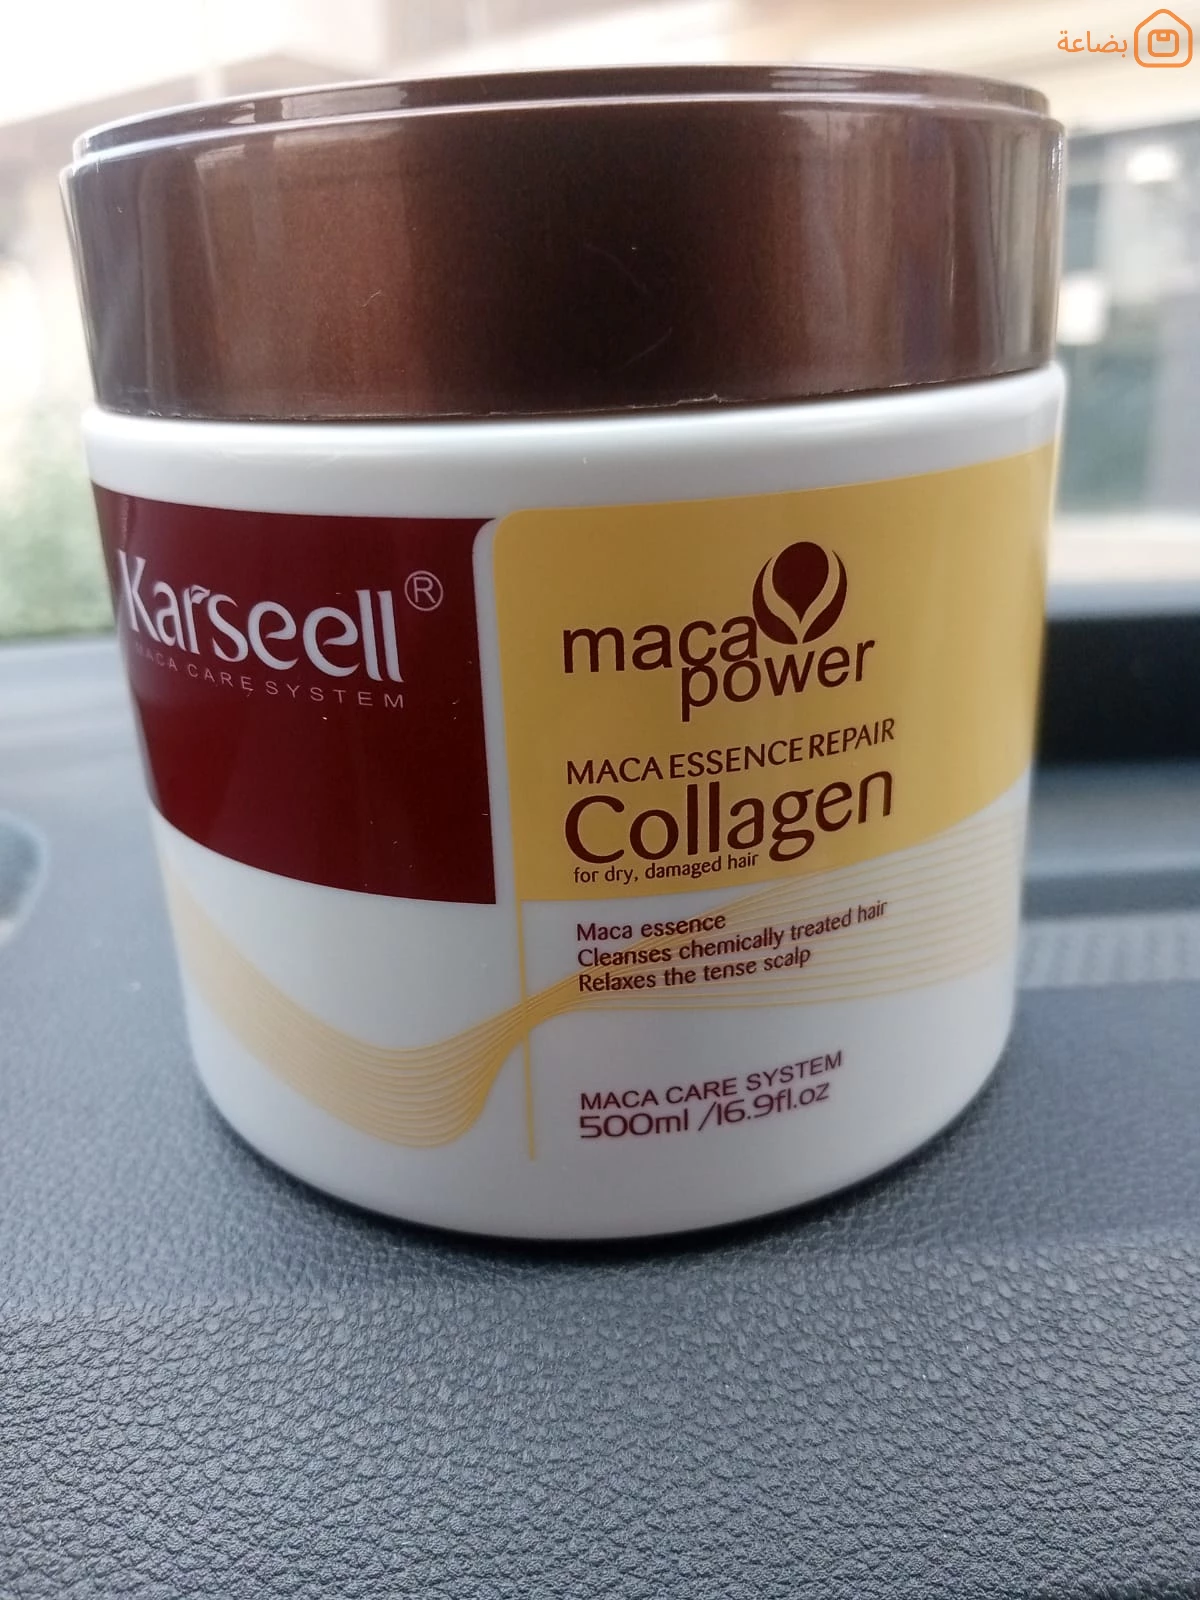 بضاعة
Karseell®
MACA CARE SYSTEM
maca
power
MACA ESSENCE REPAIR
Collagen
for dry, damaged hair
Maca essence
Cleanses chemically treated hair
Relaxes the tense scalp
MACA CARE SYSTEM
500ml /16.9fl.oz